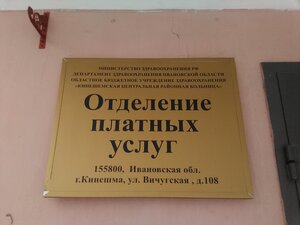 МИНИСТЕРСТВО ЗДРАВООХРАНЕНИЯ РФ
ДЕПАРТАМЕНТ ЗДРАВООХРАНЕНИЯ ИВАНОВСКОЙ ОБЛАСТИ
ОБЛАСТНОЕ БЮДЖЕТНОЕ УЧРЕЖДЕНИЕ ЗДРАВООХРАНЕНИЯ
«КИНЕШЕМСКАЯ ЦЕНТРАЛЬНАЯ РАЙОННАЯ БОЛЬНИЦА»
Отделение
платных
услуг
155800, Ивановская обл.
г.Кинешма, ул. Вичугская , д.108